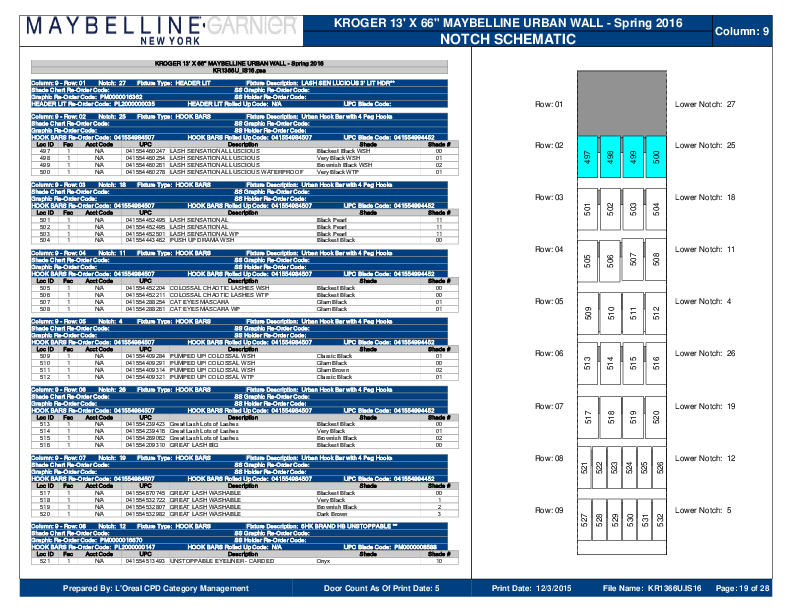 MAYBELLINE GARNIER
NEW YORK
KROGER 13' X 66" MAYBELLINE URBAN WALL - Spring 2016
NOTCH SCHEMATIC
Column: 9
KROGER 13' X 66" MAYBELLINE URBAN WALL - Spring 2016
KR1366U_IS16.psa
Column: 9 - Row: 01 Notch: 27 Fixture Type: HEADER LIT Fixture Description: LASH SEN LUCIOUS 3' LIT HDR**
Shade Chart Re-Order Code: SS Graphic Re-Order Code:
Graphic Re-Order Code: PM0000016362 SS Holder Re-Order Code:
HEADER LIT Re-Order Code: PL2000000035 HEADER LIT Rolled Up Code: N/A UPC Blade Code:
Column: 9 - Row: 02 Notch: 25 Fixture Type: HOOK BARS Fixture Description: Urban Hook Bar with 4 Peg Hooks
Shade Chart Re-Order Code: SS Graphic Re-Order Code:
Graphic Re-Order Code: SS Holder Re-Order Code:
HOOK BARS Re-Order Code: 041554984507 HOOK BARS Rolled Up Code: 041554984507 UPC Blade Code: 041554994452
Loc ID Fac Acct Code UPC Description Shade Shade #
497 1 N/A 041554460247 LASH SENSATIONAL LUSCIOUS Blackest Black WSH 00
498 1 N/A 041554460254 LASH SENSATIONAL LUSCIOUS Very Black WSH 01
499 1 N/A 041554460261 LASH SENSATIONAL LUSCIOUS Brownish Black WSH 02
500 1 N/A 041554460278 LASH SENSATIONAL LUSCIOUS WATERPROOF Very Black WTP 01
Column: 9 - Row: 03 Notch: 18 Fixture Type: HOOK BARS Fixture Description: Urban Hook Bar with 4 Peg Hooks
Shade Chart Re-Order Code: SS Graphic Re-Order Code:
Graphic Re-Order Code: SS Holder Re-Order Code:
HOOK BARS Re-Order Code: 041554984507 HOOK BARS Rolled Up Code: 041554984507 UPC Blade Code: 041554994452
Loc ID Fac Acct Code UPC Description Shade Shade #
501 1 N/A 041554452495 LASH SENSATIONAL Black Pearl 11
502 1 N/A 041554452495 LASH SENSATIONAL Black Pearl 11
503 1 N/A 041554452501 LASH SENSATIONAL WP Black Pearl 11
504 1 N/A 041554443462 PUSH UP DRAMA WSH Blackest Black 00
Column: 9 - Row: 04 Notch: 11 Fixture Type: HOOK BARS Fixture Description: Urban Hook Bar with 4 Peg Hooks
Shade Chart Re-Order Code: SS Graphic Re-Order Code:
Graphic Re-Order Code: SS Holder Re-Order Code:
HOOK BARS Re-Order Code: 041554984507 HOOK BARS Rolled Up Code: 041554984507 UPC Blade Code: 041554994452
Loc ID Fac Acct Code UPC Description Shade Shade #
505 1 N/A 041554452204 COLOSSAL CHAOTIC LASHES WSH Blackest Black 00
506 1 N/A 041554452211 COLOSSAL CHAOTIC LASHES WTP Blackest Black 00
507 1 N/A 041554288254 CAT EYES MASCARA Glam Black 01
508 1 N/A 041554288261 CAT EYES MASCARA WP Glam Black 01
Column: 9 - Row: 05 Notch: 4 Fixture Type: HOOK BARS Fixture Description: Urban Hook Bar with 4 Peg Hooks
Shade Chart Re-Order Code: SS Graphic Re-Order Code:
Graphic Re-Order Code: SS Holder Re-Order Code:
HOOK BARS Re-Order Code: 041554984507 HOOK BARS Rolled Up Code: 041554984507 UPC Blade Code: 041554994452
Loc ID Fac Acct Code UPC Description Shade Shade #
509 1 N/A 041554409284 PUMPED UP! COLOSSAL WSH Classic Black 01
510 1 N/A 041554409291 PUMPED UP! COLOSSAL WSH Glam Black 00
511 1 N/A 041554409314 PUMPED UP! COLOSSAL WSH Glam Brown 02
512 1 N/A 041554409321 PUMPED UP! COLOSSAL WTP Classic Black 01
Column: 9 - Row: 06 Notch: 26 Fixture Type: HOOK BARS Fixture Description: Urban Hook Bar with 4 Peg Hooks
Shade Chart Re-Order Code: SS Graphic Re-Order Code:
Graphic Re-Order Code: SS Holder Re-Order Code:
HOOK BARS Re-Order Code: 041554984507 HOOK BARS Rolled Up Code: 041554984507 UPC Blade Code: 041554994452
Loc ID Fac Acct Code UPC Description Shade Shade #
513 1 N/A 041554239423 Great Lash Lots of Lashes Blackest Black 00
514 1 N/A 041554239416 Great Lash Lots of Lashes Very Black 01
515 1 N/A 041554269062 Great Lash Lots of Lashes Brownish Black 02
516 1 N/A 041554209310 GREAT LASH BIG Blackest Black 00
Column: 9 - Row: 07 Notch: 19 Fixture Type: HOOK BARS Fixture Description: Urban Hook Bar with 4 Peg Hooks
Shade Chart Re-Order Code: SS Graphic Re-Order Code:
Graphic Re-Order Code: SS Holder Re-Order Code:
HOOK BARS Re-Order Code: 041554984507 HOOK BARS Rolled Up Code: 041554984507 UPC Blade Code: 041554994452
Loc ID Fac Acct Code UPC Description Shade Shade #
517 1 N/A 041554670745 GREAT LASH WASHABLE Blackest Black 00
518 1 N/A 041554532722 GREAT LASH WASHABLE Very Black 1
519 1 N/A 041554532807 GREAT LASH WASHABLE Brownish Black 2
520 1 N/A 041554532982 GREAT LASH WASHABLE Dark Brown 3
Column: 9 - Row: 08 Notch: 12 Fixture Type: HOOK BARS Fixture Description: 6HK BRAND HB UNSTOPPABLE **
Shade Chart Re-Order Code: SS Graphic Re-Order Code:
Graphic Re-Order Code: PM0000016670 SS Holder Re-Order Code:
HOOK BARS Re-Order Code: PL2000000147 HOOK BARS Rolled Up Code: N/A UPC Blade Code: PM0000008598
Loc ID Fac Acct Code UPC Description Shade Shade #
521 1 N/A 041554513493 UNSTOPPABLE EYELINER - CARDED Onyx 10
Row: 01 Lower Notch: 27
Row: 02 497 498 499 500 Lower Notch: 25
Row: 03 501 502 503 504 Lower Notch: 18
Row: 04 505 506 507 508 Lower Notch: 11
Row: 05 509 510 511 512 Lower Notch: 4
Row: 06 513 514 515 516 Lower Notch: 26
Row: 07 517 518 519 520 Lower Notch: 19
Row: 08 521 522 523 524 525 526 Lower Notch: 12
Row: 09 527 528 529 530 531 532 Lower Notch: 5
Prepared By: L'Oreal CPD Category Management Door Count As Of Print Date: 5 Print Date: 12/3/2015 File Name: KR1366U.IS16 Page: 19 of 28